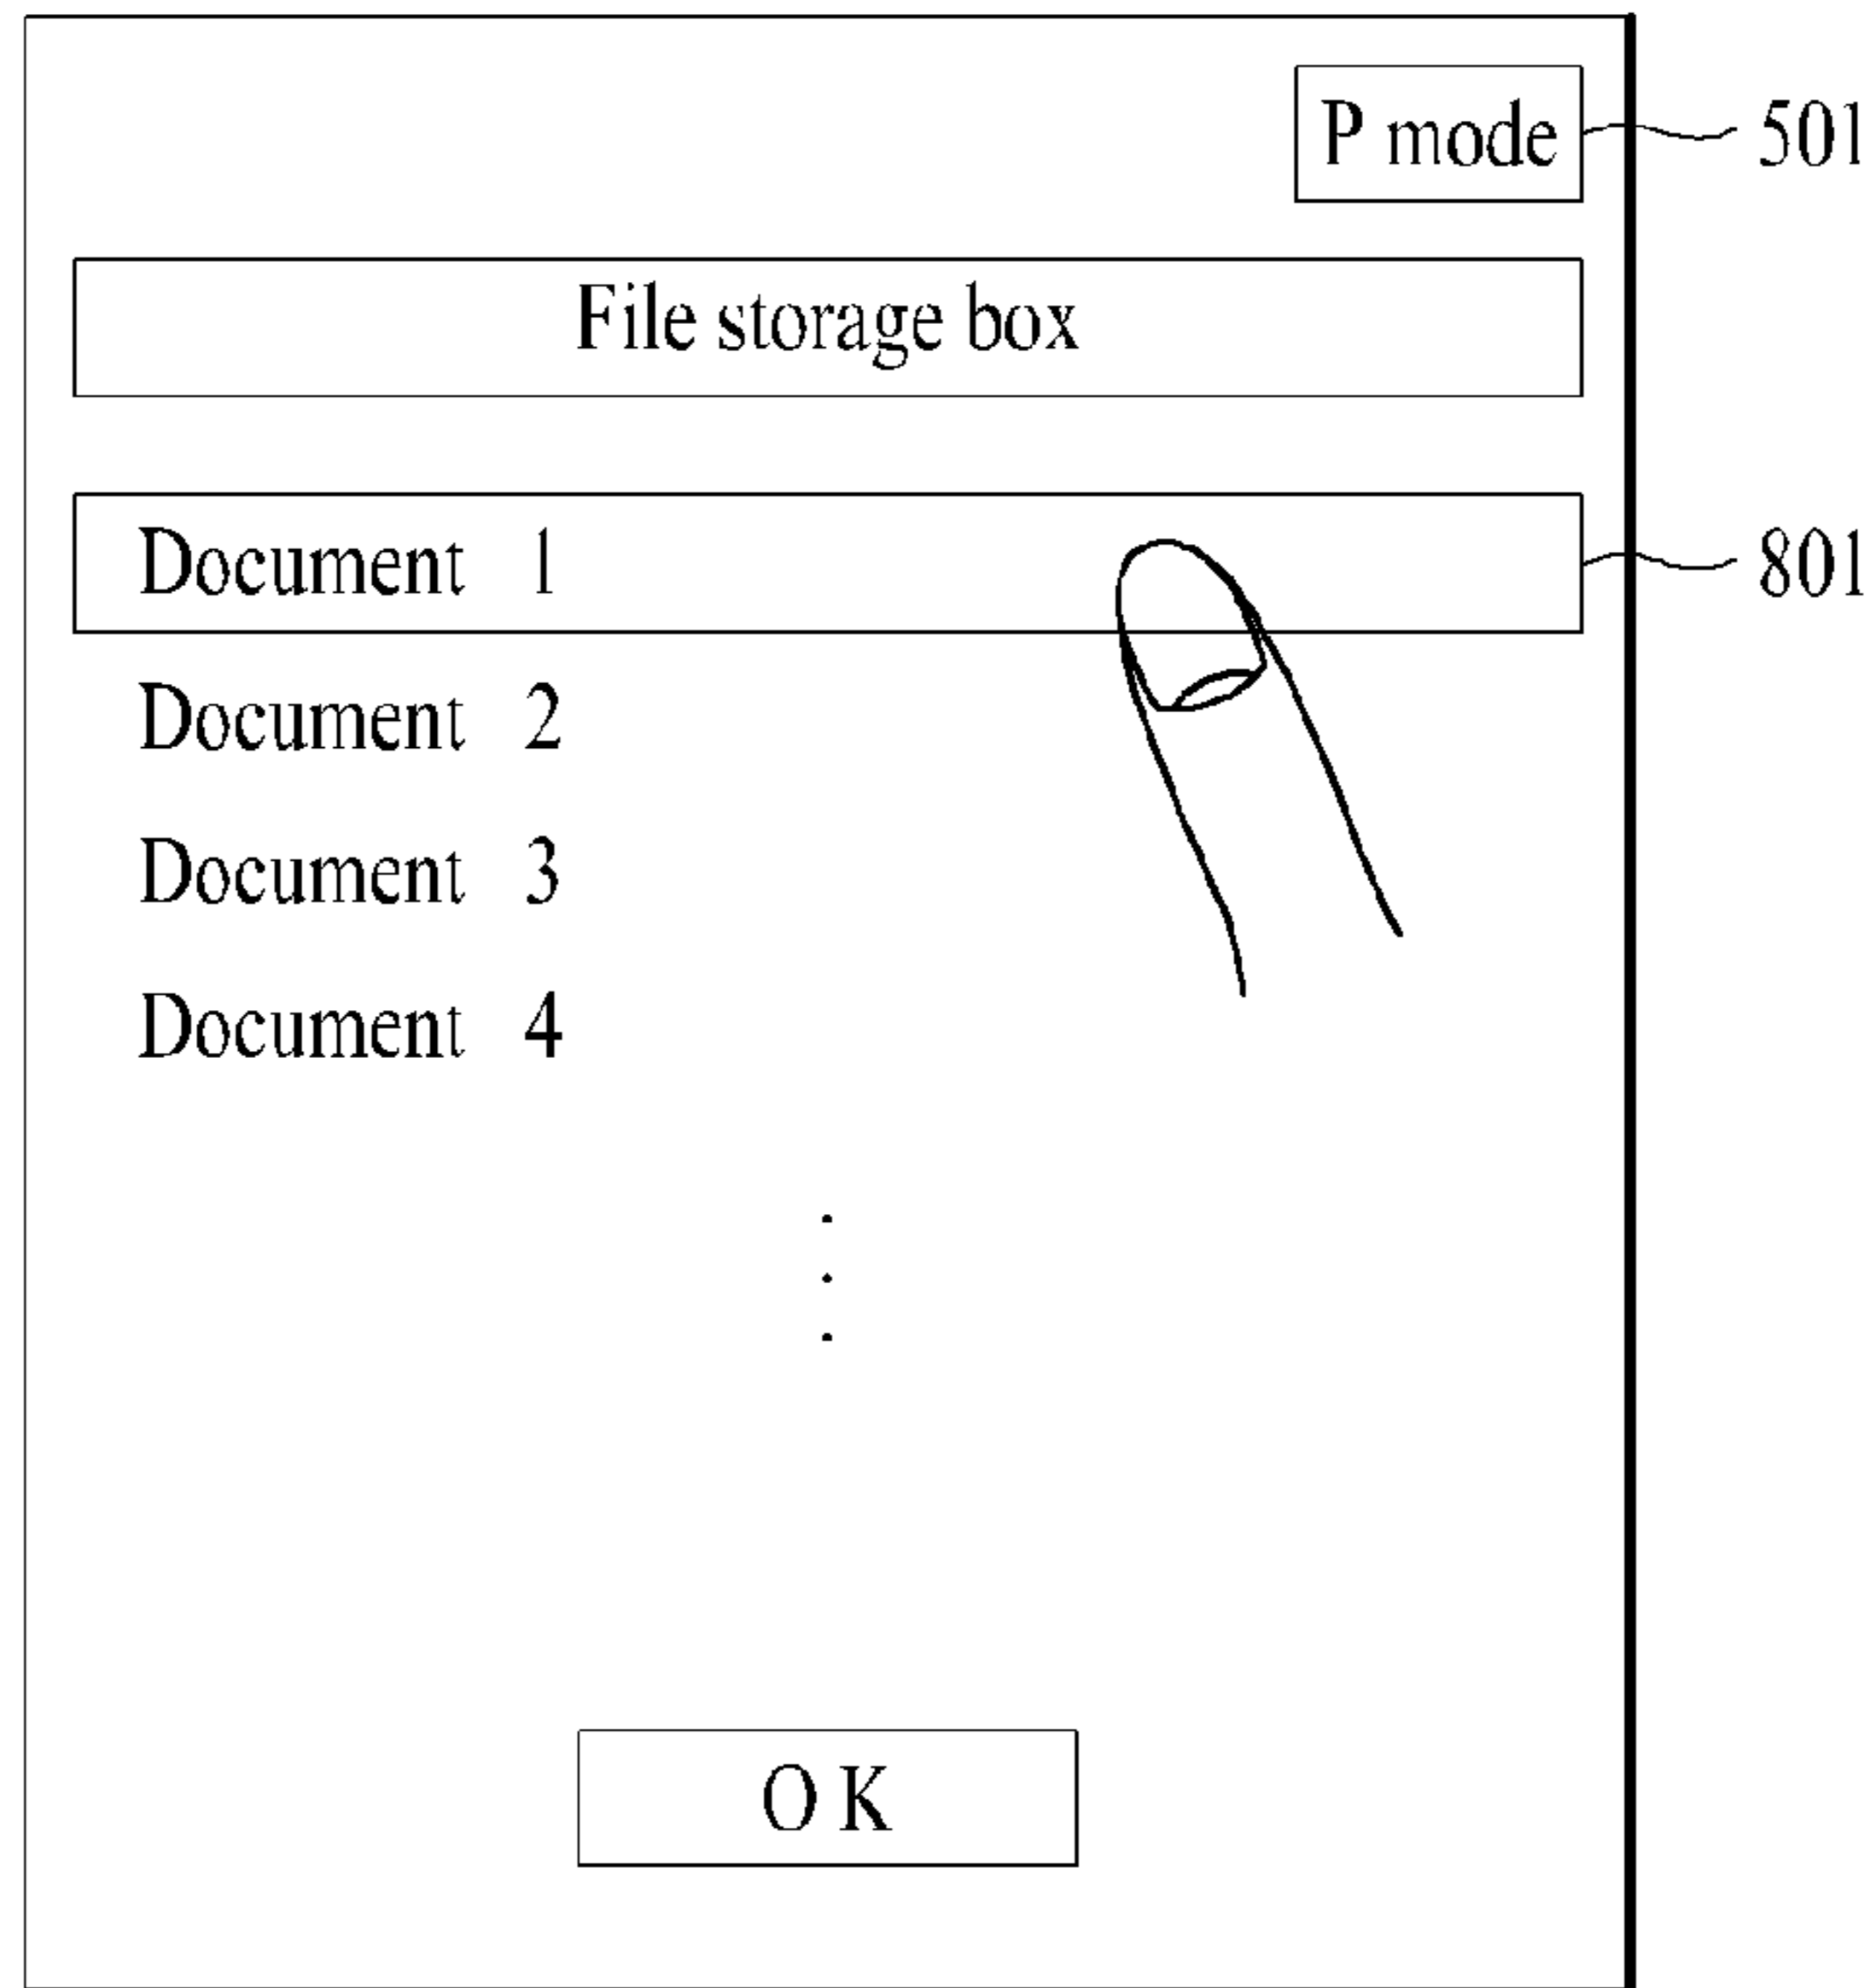 P mode 501
File storage box
Document 1 801
Document 2
Document 3
Document 4
OK